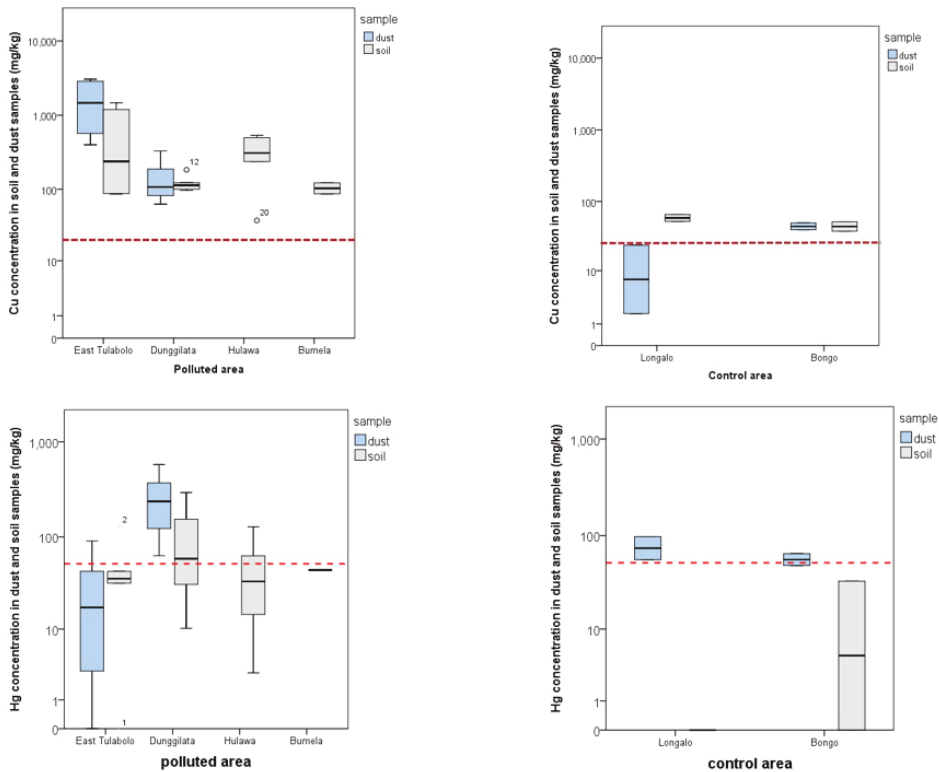 sample
dust
soil
Cu concentration in soil and dust samples (mg/kg)
10,000
1,000
100
10
1
0
12
20
East Tulabolo
Dunggilata
Hulawa
Bumela
Polluted area
sample
dust
soil
Cu concentration in soil and dust samples (mg/kg)
10,000
1,000
100
10
1
0
Longalo
Bongo
Control area
sample
dust
soil
Hg concentration in dust and soil samples (mg/kg)
1,000
100
10
1
0
2
1
East Tulabolo
Dunggilata
Hulawa
Bumela
polluted area
sample
dust
soil
Hg concentration in dust and soil samples (mg/kg)
1,000
100
10
1
0
Longalo
Bongo
control area